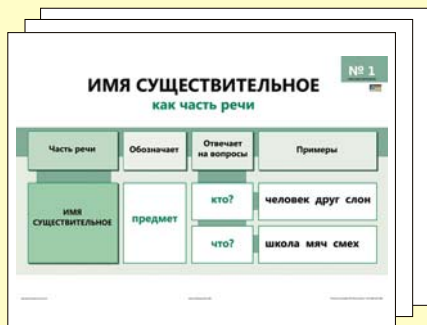 № 1
ИМЯ СУЩЕСТВИТЕЛЬНОЕ
как часть речи
Часть речи
Обозначает
Отвечает
на вопросы
Примеры
ИМЯ
СУЩЕСТВИТЕЛЬНОЕ
предмет
кто?
человек друг слон
что?
школа мяч смех